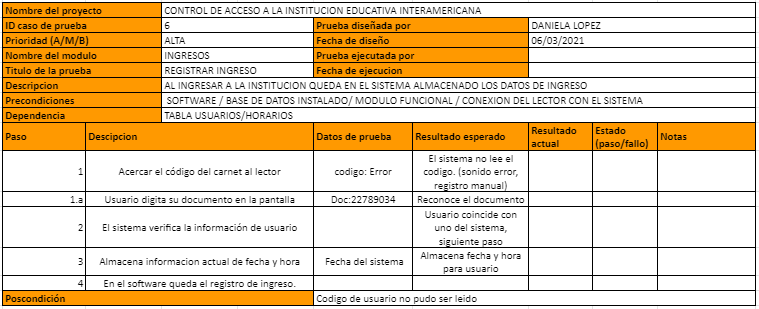 Nombre del proyecto CONTROL DE ACCESO A LA INSTITUCION EDUCATIVA INTERAMERICANA
ID caso de prueba 6 Prueba diseñada por DANIELA LOPEZ
Prioridad (A/M/B) ALTA Fecha de diseño 06/03/2021
Nombre del modulo INGRESOS Prueba ejecutada por
Titulo de la prueba REGISTRAR INGRESO Fecha de ejecucion
Descripcion AL INGRESAR A LA INSTITUCION QUEDA EN EL SISTEMA ALMACENADO LOS DATOS DE INGRESO
Precondiciones SOFTWARE / BASE DE DATOS INSTALADO/ MODULO FUNCIONAL / CONEXION DEL LECTOR CON EL SISTEMA
Dependencia TABLA USUARIOS/HORARIOS
Paso Descipcion Datos de prueba Resultado esperado Resultado actual Estado (paso/fallo) Notas
1 Acercar el código del carnet al lector codigo: Error El sistema no lee el codigo. (sonido error, registro manual)
1.a Usuario digita su documento en la pantalla Doc:22789034 Reconoce el documento
2 El sistema verifica la información de usuario Usuario coincide con uno del sistema, siguiente paso
3 Almacena informacion actual de fecha y hora Fecha del sistema Almacena fecha y hora para usuario
4 En el software queda el registro de ingreso.
Poscondición Codigo de usuario no pudo ser leido